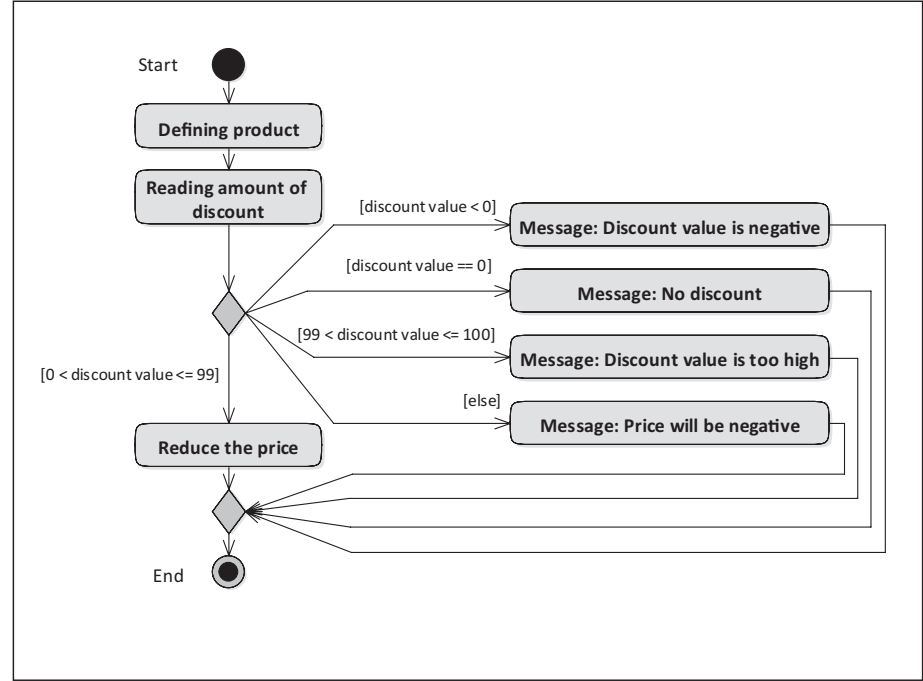 Start
Defining product
Reading amount of
discount
[discount value < 0]
Message: Discount value is negative
[discount value == 0]
Message: No discount
[99 < discount value <= 100]
Message: Discount value is too high
[0 < discount value <= 99]
[else]
Message: Price will be negative
Reduce the price
End